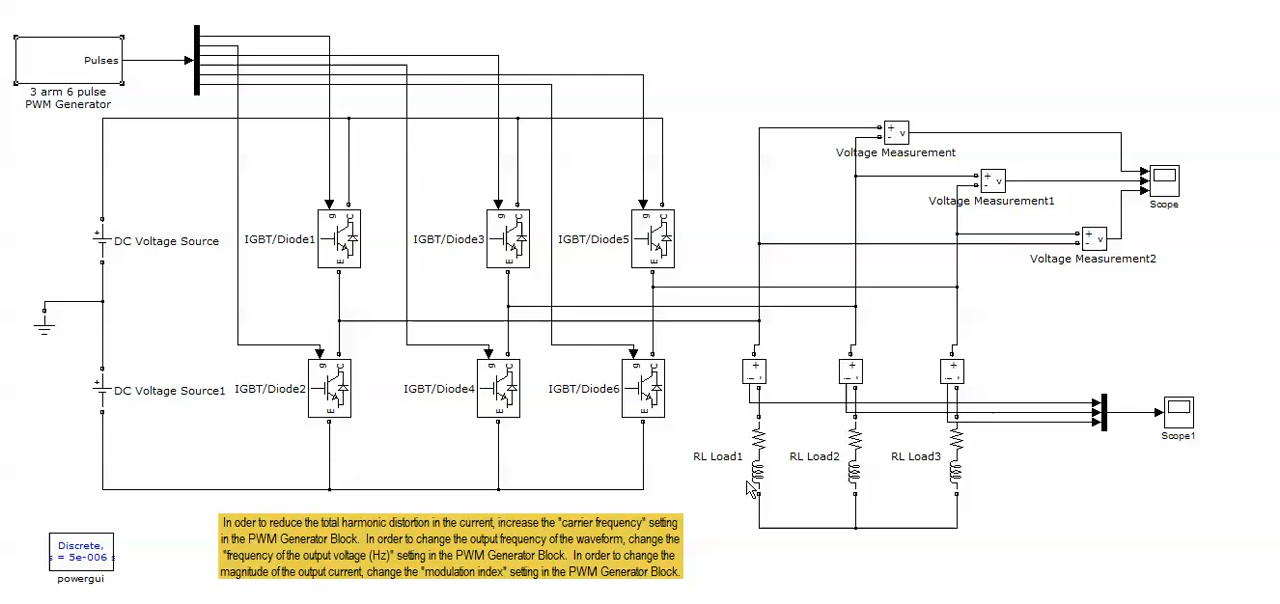 Pulses
3 arm 6 pulse
PWM Generator
v
Voltage Measurement
v
Voltage Measurement1
Scope
v
Voltage Measurement2
DC Voltage Source
IGBT/Diode1
g
C
E
IGBT/Diode3
g
C
E
IGBT/Diode5
g
C
E
DC Voltage Source1
IGBT/Diode2
g
C
E
IGBT/Diode4
g
C
E
IGBT/Diode6
g
C
E
i
i
i
Scope1
RL Load1
RL Load2
RL Load3
In oder to reduce the total harmonic distortion in the current, increase the "carrier frequency" setting
in the PWM Generator Block. In order to change the output frequency of the waveform, change the
"frequency of the output voltage (Hz)" setting in the PWM Generator Block. In order to change the
magnitude of the output current, change the "modulation index" setting in the PWM Generator Block.
Discrete,
s = 5e-006 s
powergui